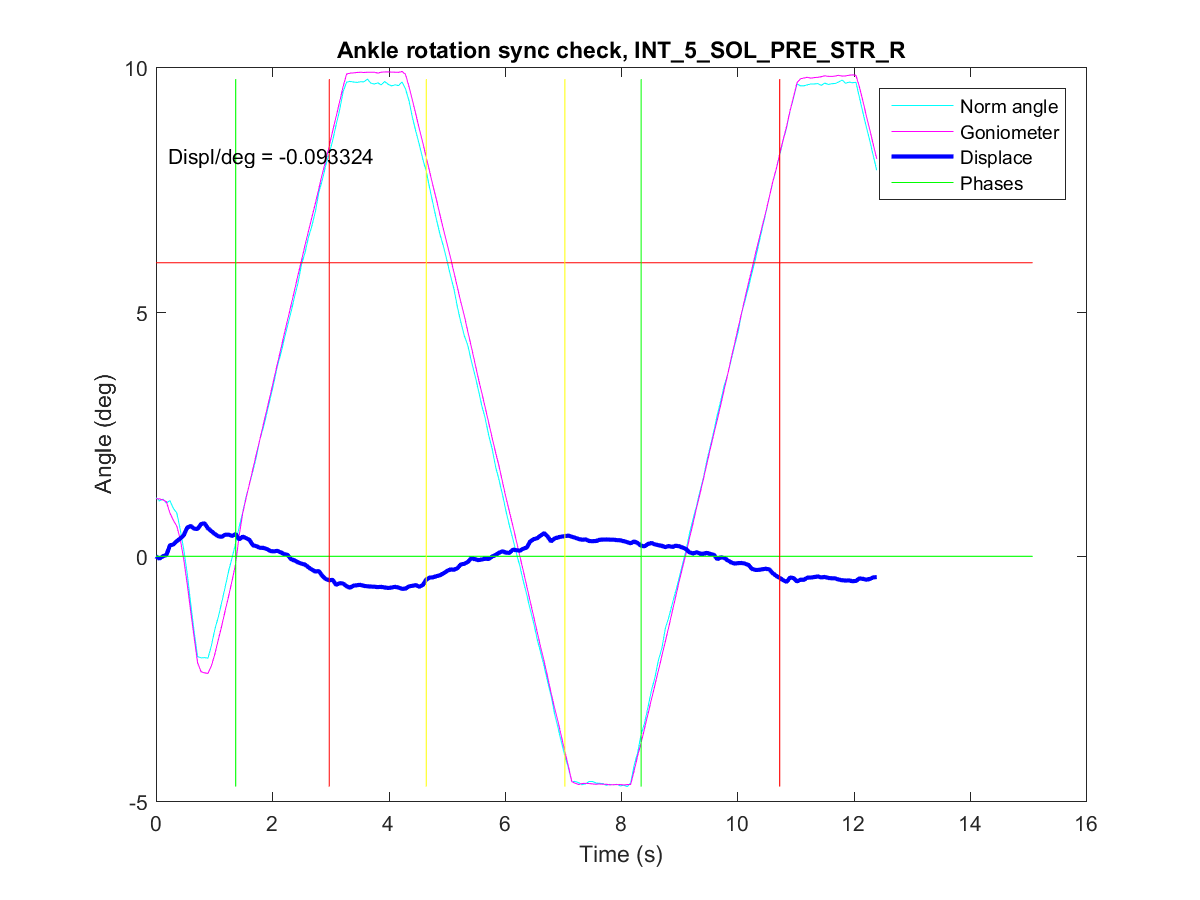 Ankle rotation sync check, INT_5_SOL_PRE_STR_R
10
5
0
-5
Angle (deg)
Displ/deg = -0.093324
Norm angle
Goniometer
Displace
Phases
0 2 4 6 8 10 12 14 16
Time (s)